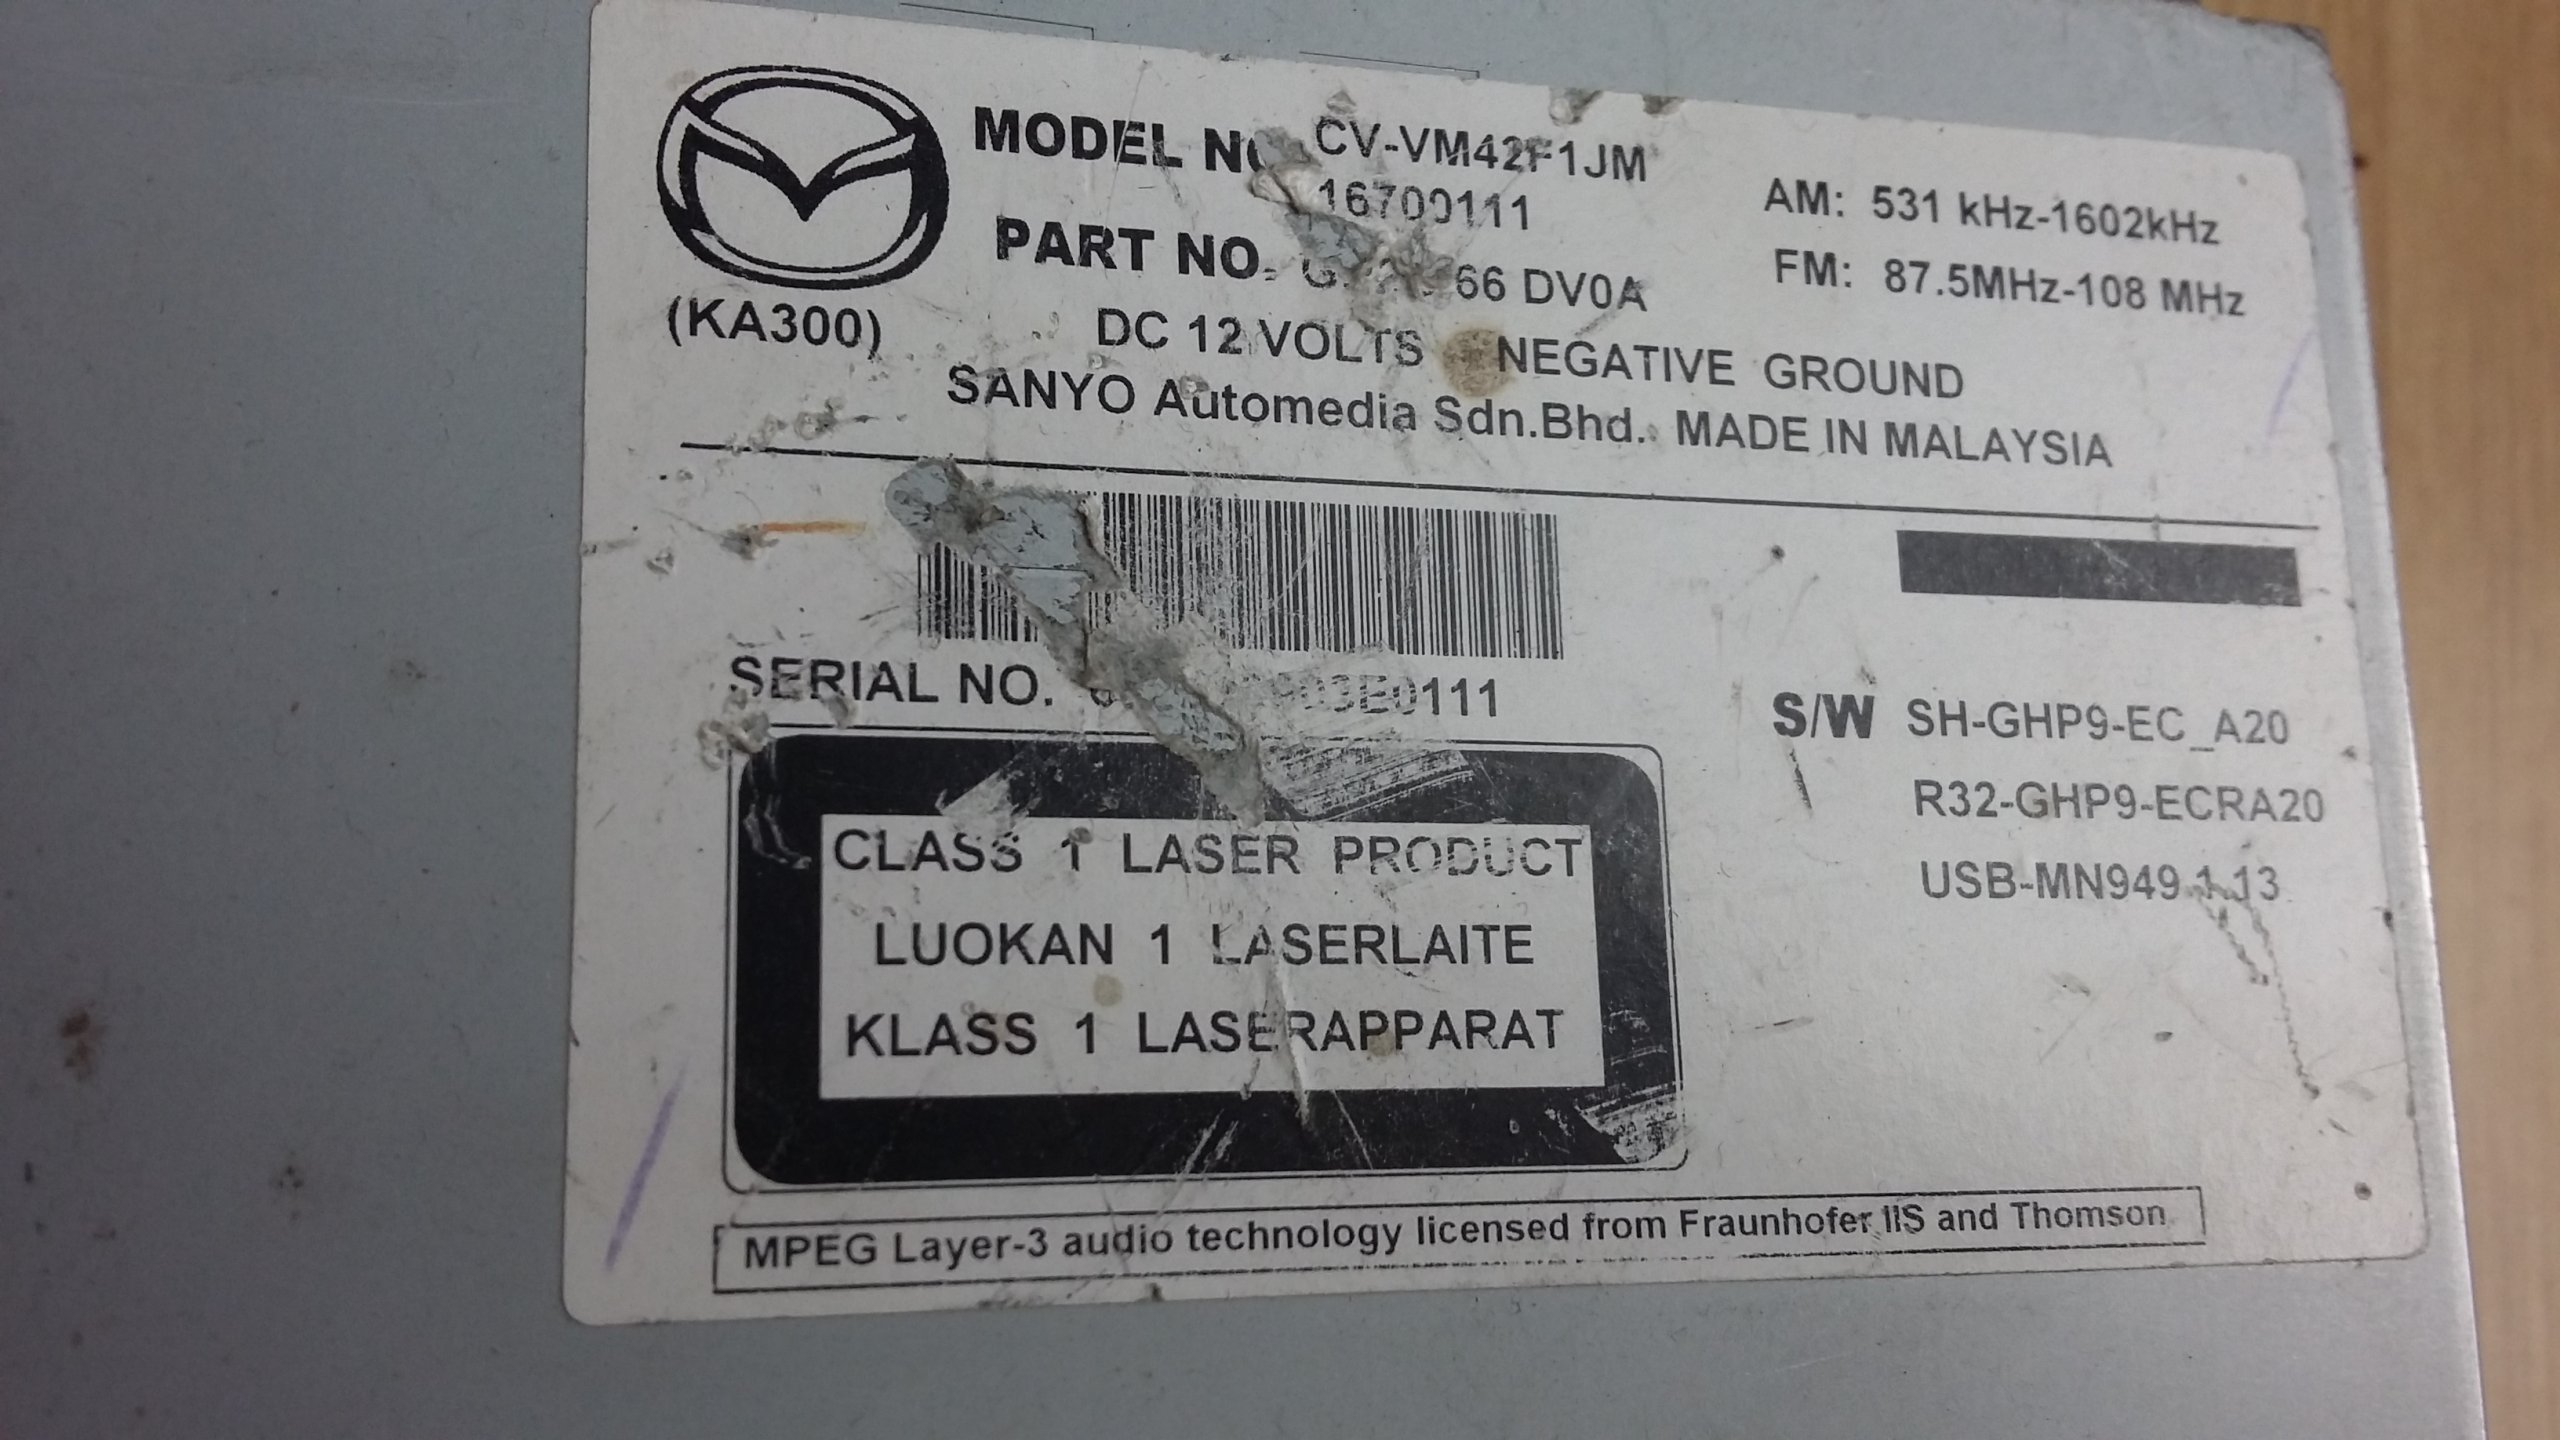 MODEL CV-VM42F1JM
16700111
AM: 531 kHz-1602kHz
PART NO. DV0A
FM: 87.5MHz-108 MHz
(KA300)
DC 12 VOLTS NEGATIVE GROUND
SANYO Automedia Sdn.Bhd. MADE IN MALAYSIA
SERIAL NO.
S/W SH-GHP9-EC_A20
R32-GHP9-ECRA20
USB-MN949 1.13
CLASS 1 LASER PRODUCT
LUOKAN 1 LASERLAITE
KLASS 1 LASERAPPARAT
MPEG Layer-3 audio technology licensed from Fraunhofer IIS and Thomson